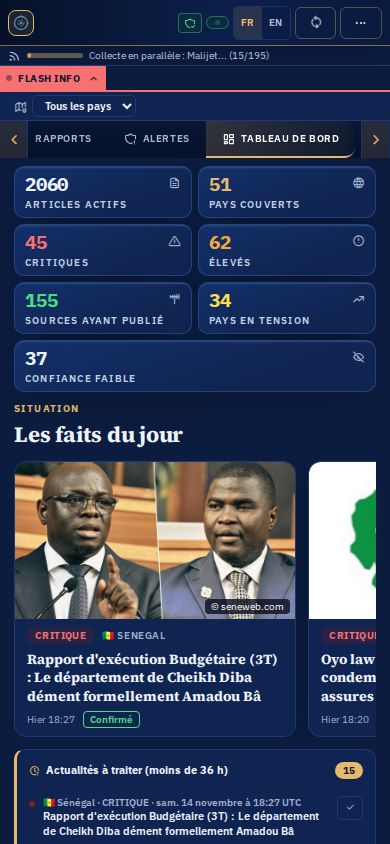 FR
EN
Collecte en parallèle : Malijet... (15/195)
FLASH INFO
Tous les pays
RAPPORTS
ALERTES
TABLEAU DE BORD
2060
ARTICLES ACTIFS
51
PAYS COUVERTS
45
CRITIQUES
62
ÉLEVÉS
155
SOURCES AYANT PUBLIÉ
34
PAYS EN TENSION
37
CONFIANCE FAIBLE
SITUATION
Les faits du jour
© seneweb.com
CRITIQUE
SENEGAL
Rapport d'exécution Budgétaire (3T)
: Le département de Cheikh Diba
dément formellement Amadou Bâ
Hier 18:27
Confirmé
CRITIQU
Oyo law
condem
assures
Hier 18:20
Actualités à traiter (moins de 36 h)
15
Sénégal · CRITIQUE · sam. 14 novembre à 18:27 UTC
Rapport d'exécution Budgétaire (3T) : Le département
de Cheikh Diba dément formellement Amadou Bâ